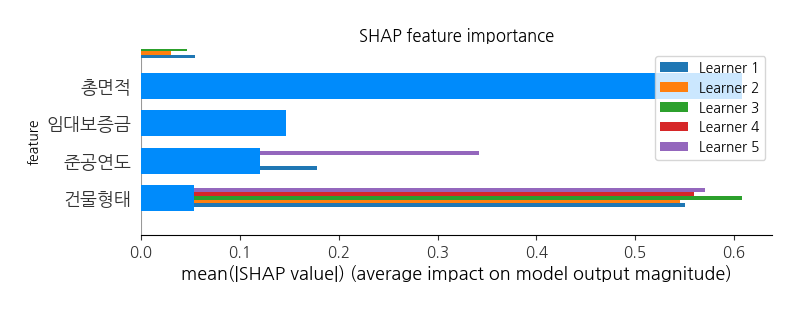 SHAP feature importance
Learner 1
Learner 2
Learner 3
Learner 4
Learner 5
총면적
임대보증금
준공연도
건물형태
feature
0.0 0.1 0.2 0.3 0.4 0.5 0.6
mean(|SHAP value|) (average impact on model output magnitude)